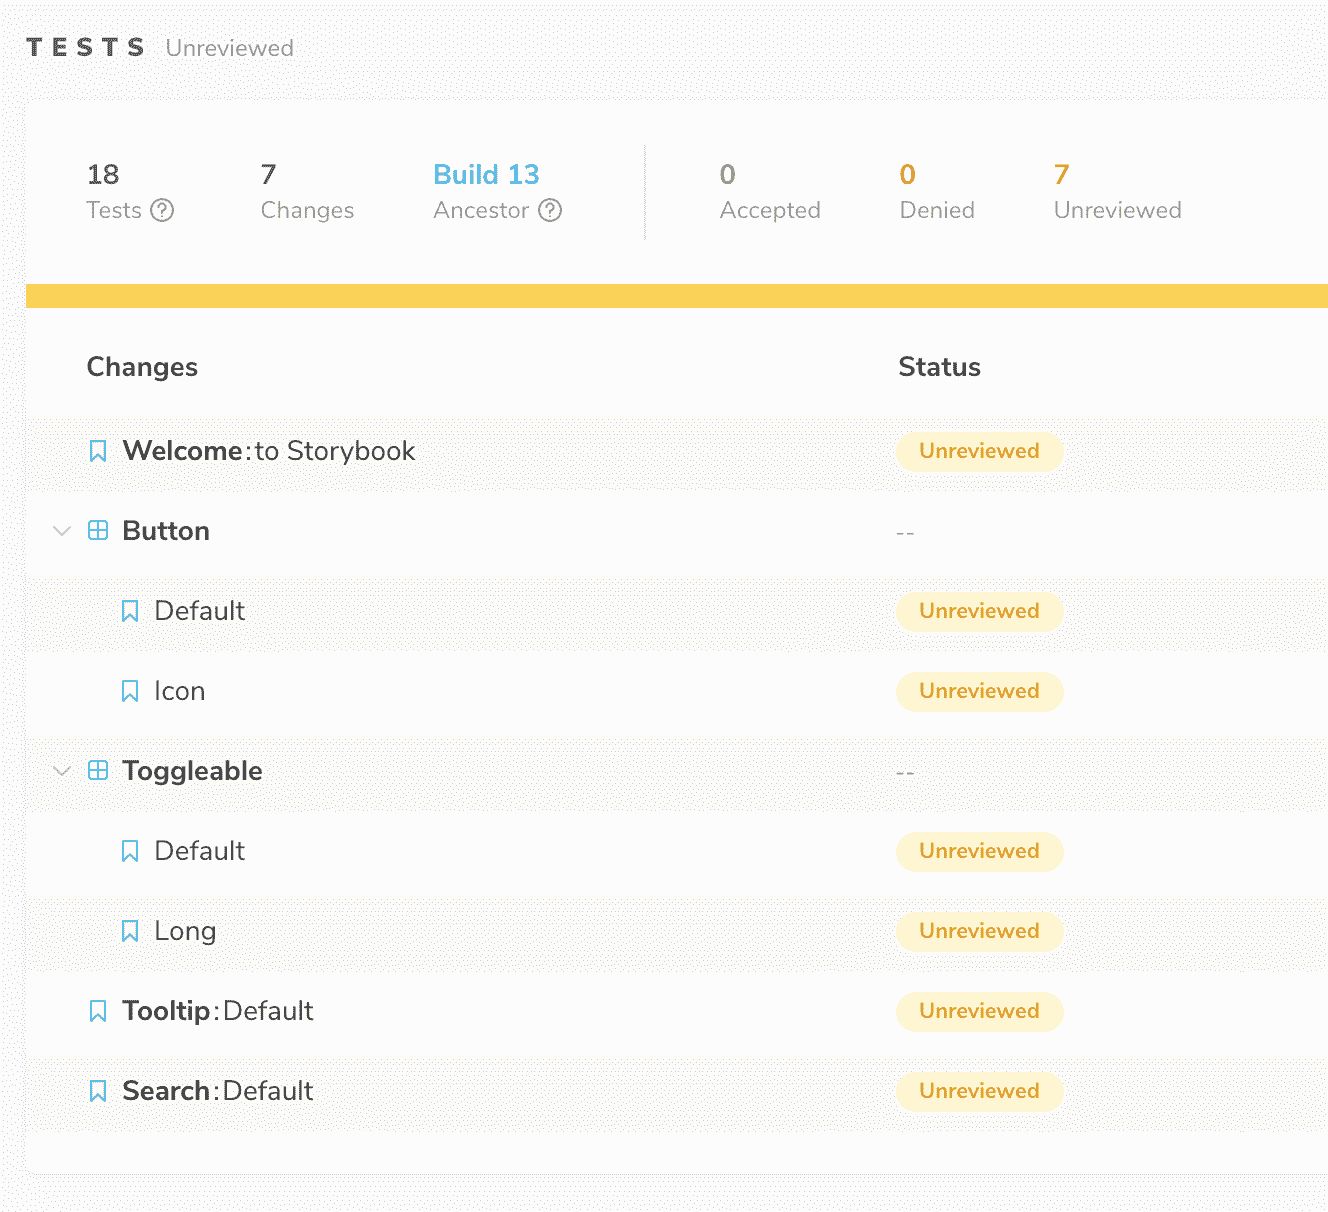 TESTS Unreviewed
18 7 Build 13 0 0 7
Tests ? Changes Ancestor ? Accepted Denied Unreviewed
Changes Status
Welcome: to Storybook Unreviewed
Button --
Default Unreviewed
Icon Unreviewed
Toggleable --
Default Unreviewed
Long Unreviewed
Tooltip: Default Unreviewed
Search: Default Unreviewed